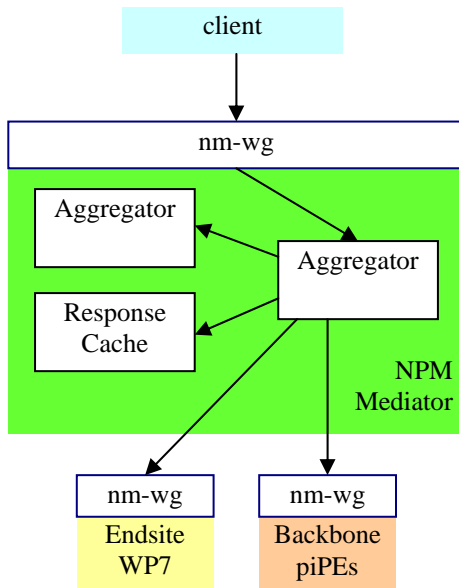 client
nm-wg
Aggregator
Aggregator
Response
Cache
NPM
Mediator
nm-wg
Endsite
WP7
nm-wg
Backbone
piPEs